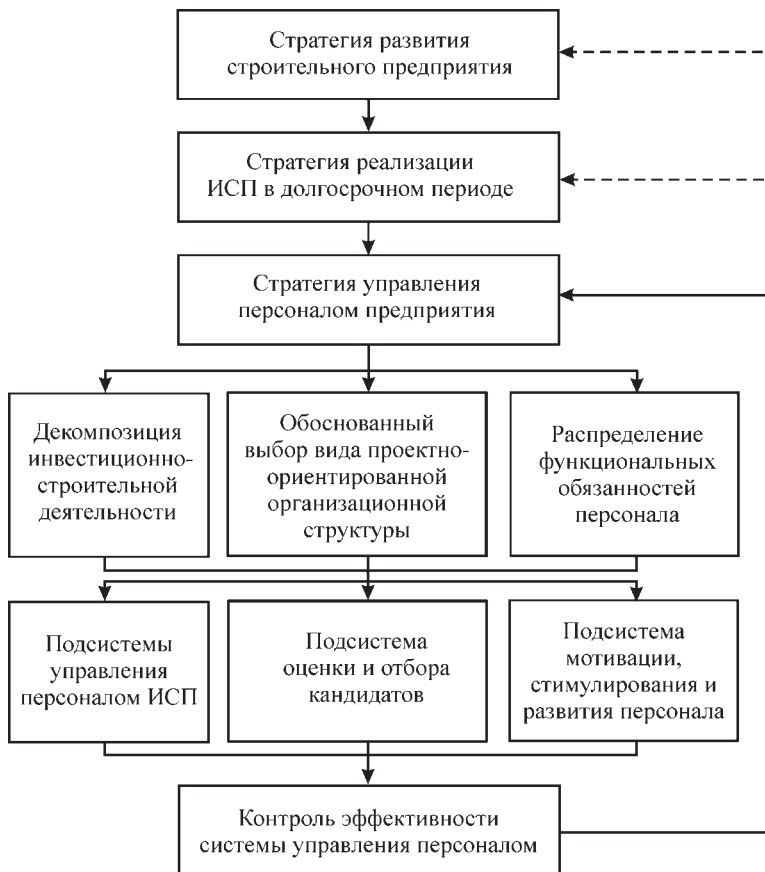 Стратегия развития
строительного предприятия
Стратегия реализации
ИСП в долгосрочном периоде
Стратегия управления
персоналом предприятия
Декомпозиция
инвестиционно-
строительной
деятельности
Обоснованный
выбор вида проектно-
ориентированной
организационной
структуры
Распределение
функциональных
обязанностей
персонала
Подсистемы
управления
персоналом ИСП
Подсистема
оценки и отбора
кандидатов
Подсистема
мотивации,
стимулирования и
развития персонала
Контроль эффективности
системы управления персоналом